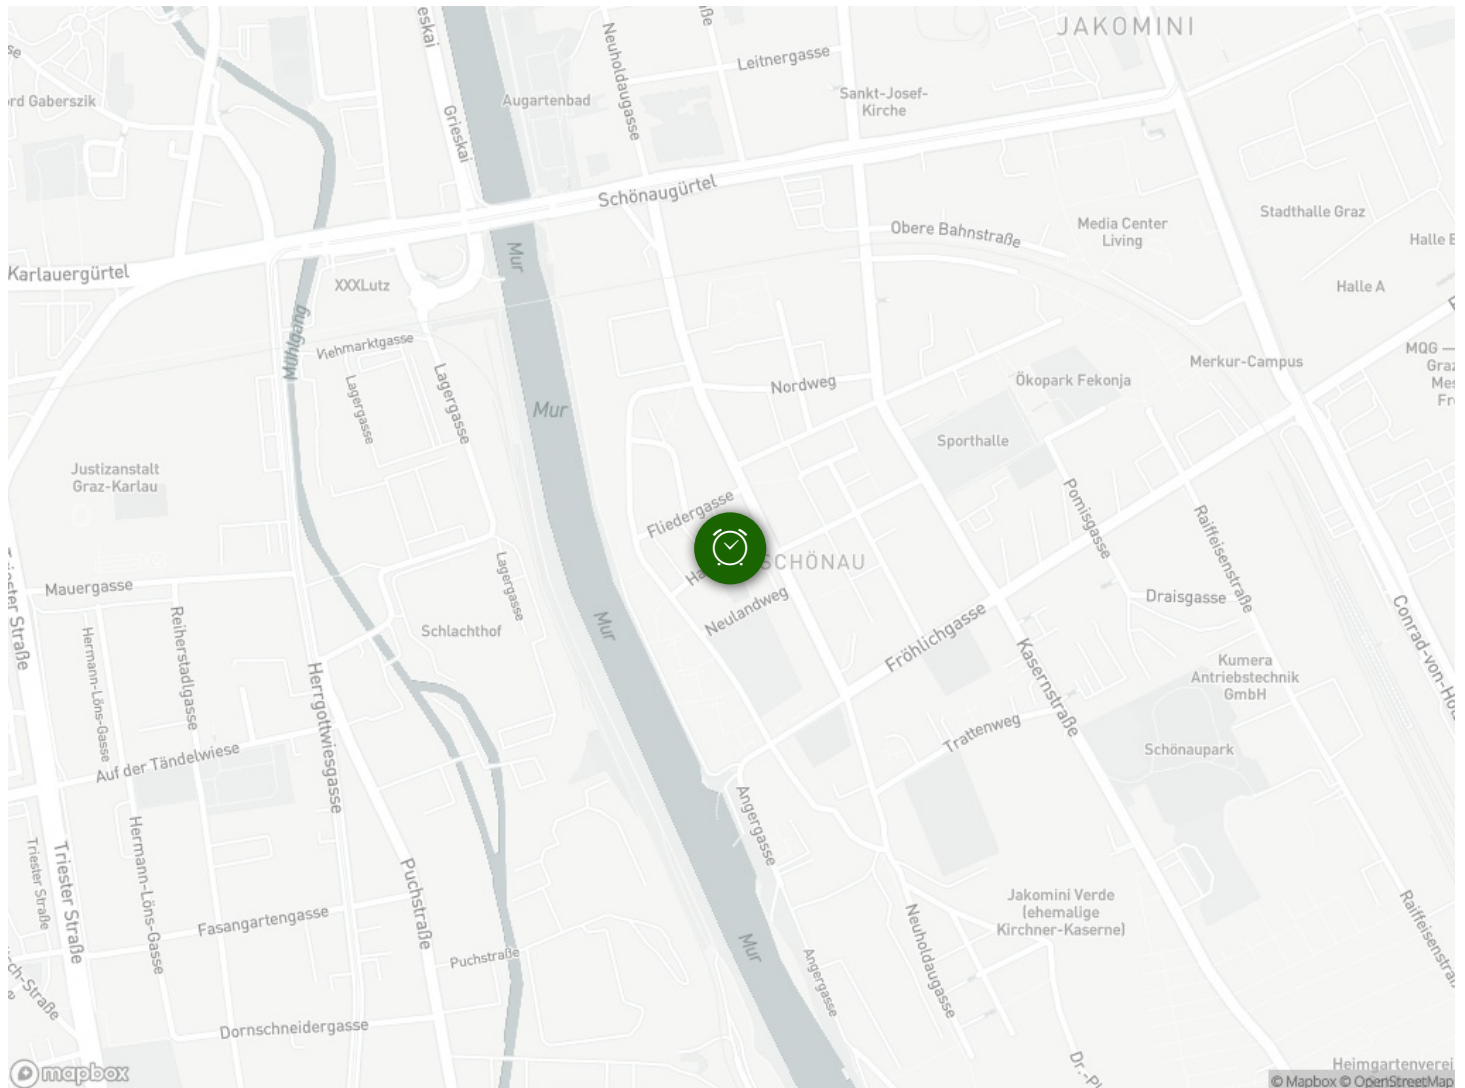 JAKOMINI
Leitnergasse
Neuholdaugasse
Sankt-Josef-
Kirche
Augartenbad
Grieskai
Schönaugürtel
Obere Bahnstraße
Media Center
Living
Stadthalle Graz
Halle A
Karlauergürtel
XXXLutz
Mur
Mühlgang
Viehmarktgasse
Lagergasse
Lagergasse
Mur
Nordweg
Ökopark Fekonja
Merkur-Campus
Sporthalle
Justizanstalt
Graz-Karlau
Fliedergasse
SCHÖNAU
Pomisgasse
Raiffeisenstraße
Mauergasse
Lagergasse
Neulandweg
Draisgasse
Reiherstadlgasse
Hermann-Löns-Gasse
Schlachthof
Mur
Fröhlichgasse
Kasernstraße
Kumera
Antriebstechnik
GmbH
Herrgottwiesgasse
Auf der Tändelwiese
Trattenweg
Schönaupark
Angergasse
Triester Straße
Triester Straße
Hermann-Löns-Gasse
Puchstraße
Fasangartengasse
Jakomini Verde
(ehemalige
Kirchner-Kaserne)
Neuholdaugasse
Puchstraße
Mur
Angergasse
Dornschneidergasse
mapbox
© Mapbox © OpenStreetMap